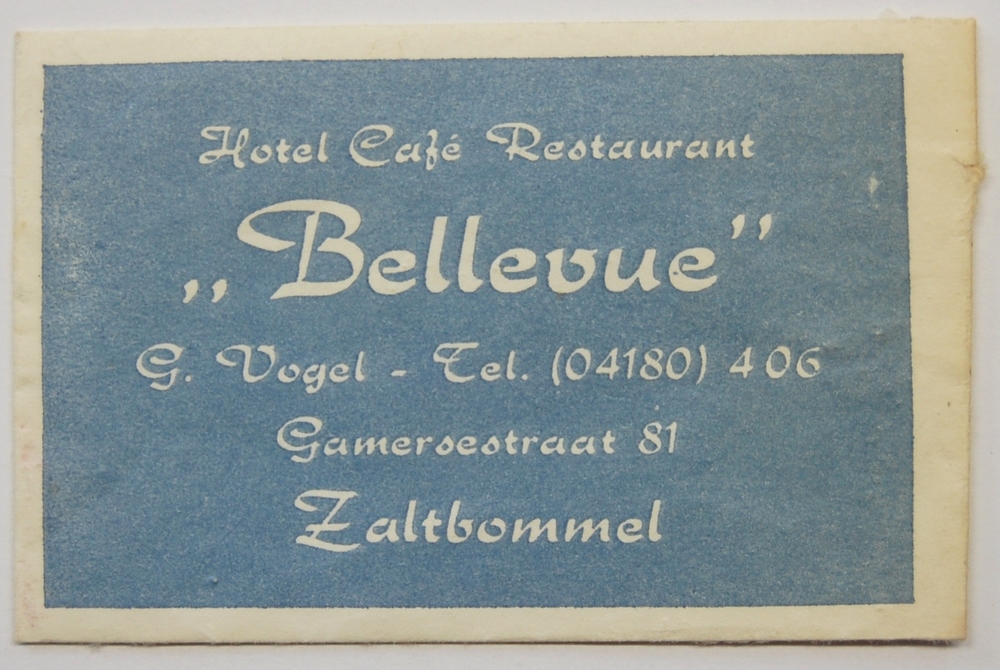 Hotel Café Restaurant
„Bellevue”
G. Vogel - Tel. (04180) 406
Gamersestraat 81
Zaltbommel